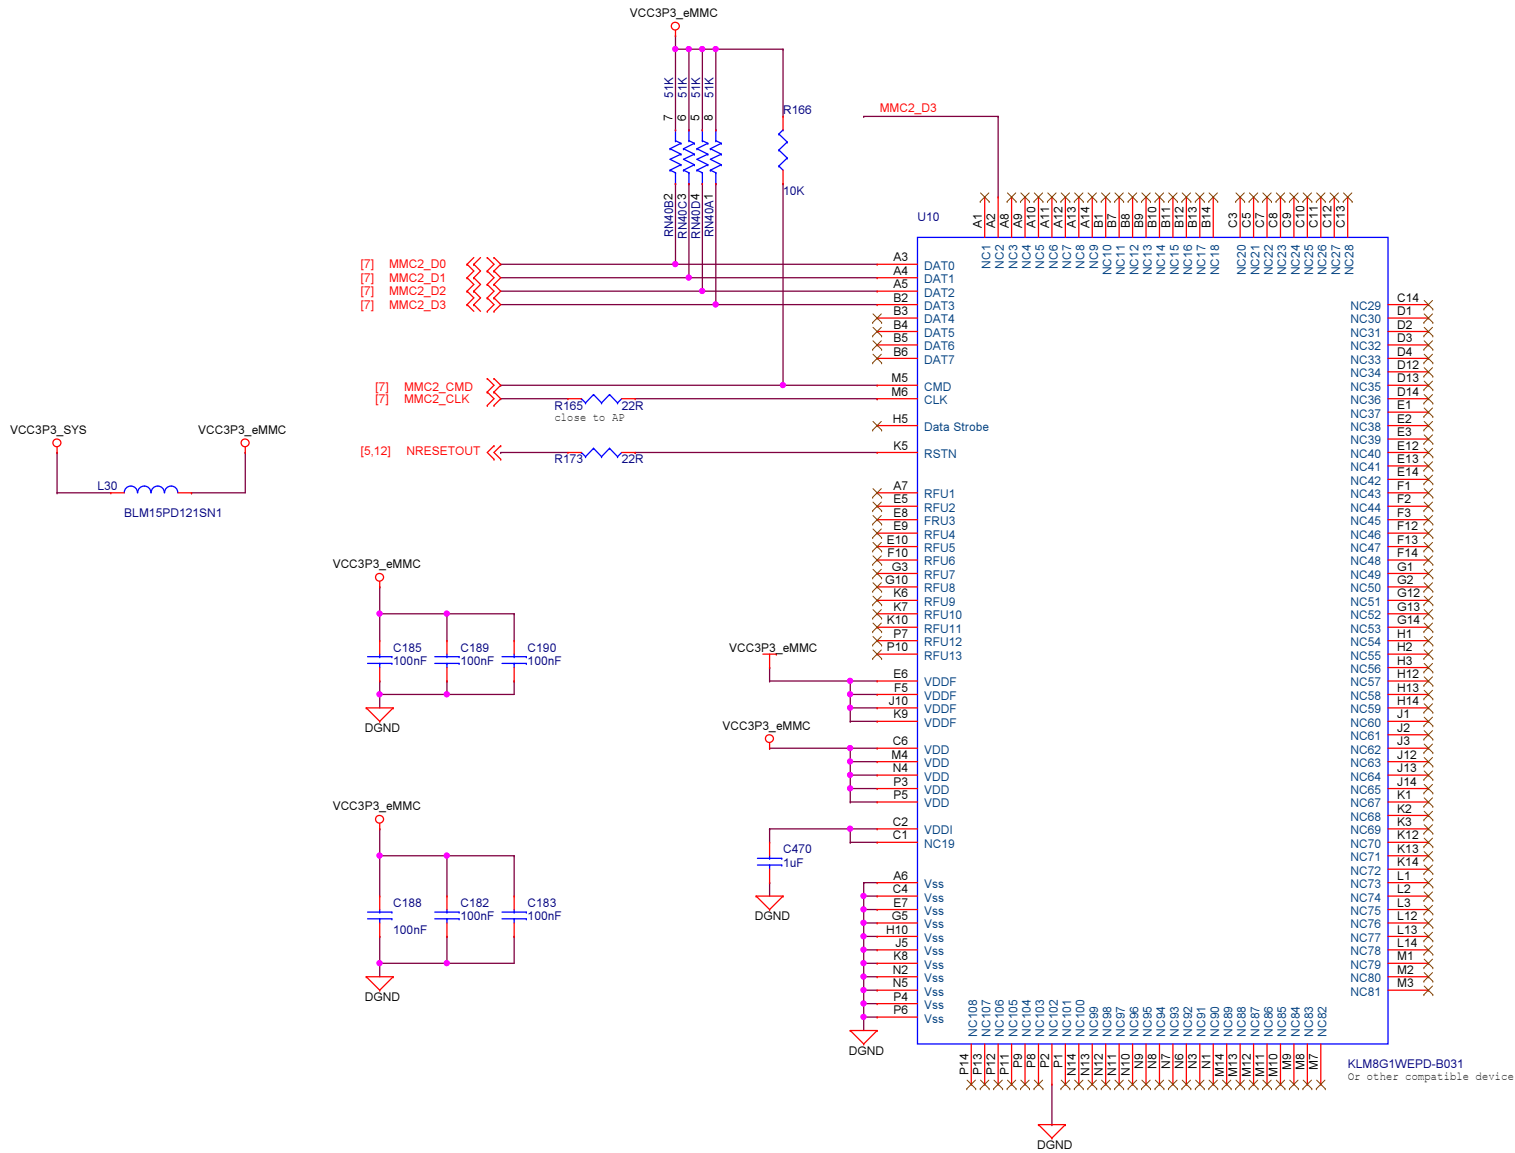 VCC3P3_eMMC
51K
51K
51K
51K
7
6
5
8
RN40B2
RN40C3
RN40D4
RN40A1
R166
10K
MMC2_D3
U10
A1
A2
A8
A9
A10
A11
A12
A13
A14
B1
B7
B8
B9
B10
B11
B12
B13
B14
C3
C5
C7
C8
C9
C10
C11
C12
C13
NC1
NC2
NC3
NC4
NC5
NC6
NC7
NC8
NC9
NC10
NC11
NC12
NC13
NC14
NC15
NC16
NC17
NC18
NC20
NC21
NC22
NC23
NC24
NC25
NC26
NC27
NC28
[7] MMC2_D0
[7] MMC2_D1
[7] MMC2_D2
[7] MMC2_D3
A3 DAT0
A4 DAT1
A5 DAT2
B2 DAT3
B3 DAT4
B4 DAT5
B5 DAT6
B6 DAT7
[7] MMC2_CMD
[7] MMC2_CLK
R165 22R
close to AP
M5 CMD
M6 CLK
H5 Data Strobe
[5,12] NRESETOUT
R173 22R
K5 RSTN
VCC3P3_SYS
VCC3P3_eMMC
L30
BLM15PD121SN1
A7 RFU1
E5 RFU2
E8 FRU3
E9 RFU4
E10 RFU5
F10 RFU6
G3 RFU7
G10 RFU8
K6 RFU9
K7 RFU10
K10 RFU11
P7 RFU12
P10 RFU13
VCC3P3_eMMC
C185
100nF
C189
100nF
C190
100nF
DGND
VCC3P3_eMMC
E6 VDDF
F5 VDDF
J10 VDDF
K9 VDDF
VCC3P3_eMMC
C6 VDD
M4 VDD
N4 VDD
P3 VDD
P5 VDD
C2 VDDI
C1 NC19
C470
1uF
DGND
VCC3P3_eMMC
C188
100nF
C182
100nF
C183
100nF
DGND
A6 Vss
C4 Vss
E7 Vss
G5 Vss
H10 Vss
J5 Vss
K8 Vss
N2 Vss
N5 Vss
P4 Vss
P6 Vss
DGND
NC29 C14
NC30 D1
NC31 D2
NC32 D3
NC33 D4
NC34 D12
NC35 D13
NC36 D14
NC37 E1
NC38 E2
NC39 E3
NC40 E12
NC41 E13
NC42 E14
NC43 F1
NC44 F2
NC45 F3
NC46 F12
NC47 F13
NC48 F14
NC49 G1
NC50 G2
NC51 G12
NC52 G13
NC53 G14
NC54 H1
NC55 H2
NC56 H3
NC57 H12
NC58 H13
NC59 H14
NC60 J1
NC61 J2
NC62 J3
NC63 J12
NC64 J13
NC65 J14
NC67 K1
NC68 K2
NC69 K3
NC70 K12
NC71 K13
NC72 K14
NC73 L1
NC74 L2
NC75 L3
NC76 L12
NC77 L13
NC78 L14
NC79 M1
NC80 M2
NC81 M3
NC108
NC107
NC106
NC105
NC104
NC103
NC102
NC101
NC100
NC99
NC98
NC97
NC96
NC95
NC94
NC93
NC92
NC91
NC90
NC89
NC88
NC87
NC86
NC85
NC84
NC83
NC82
P14
P13
P12
P11
P9
P8
P2
P1
N14
N13
N12
N11
N10
N9
N8
N7
N6
N3
N1
M14
M13
M12
M11
M10
M9
M8
M7
KLM8G1WEPD-B031
Or other compatible device
DGND